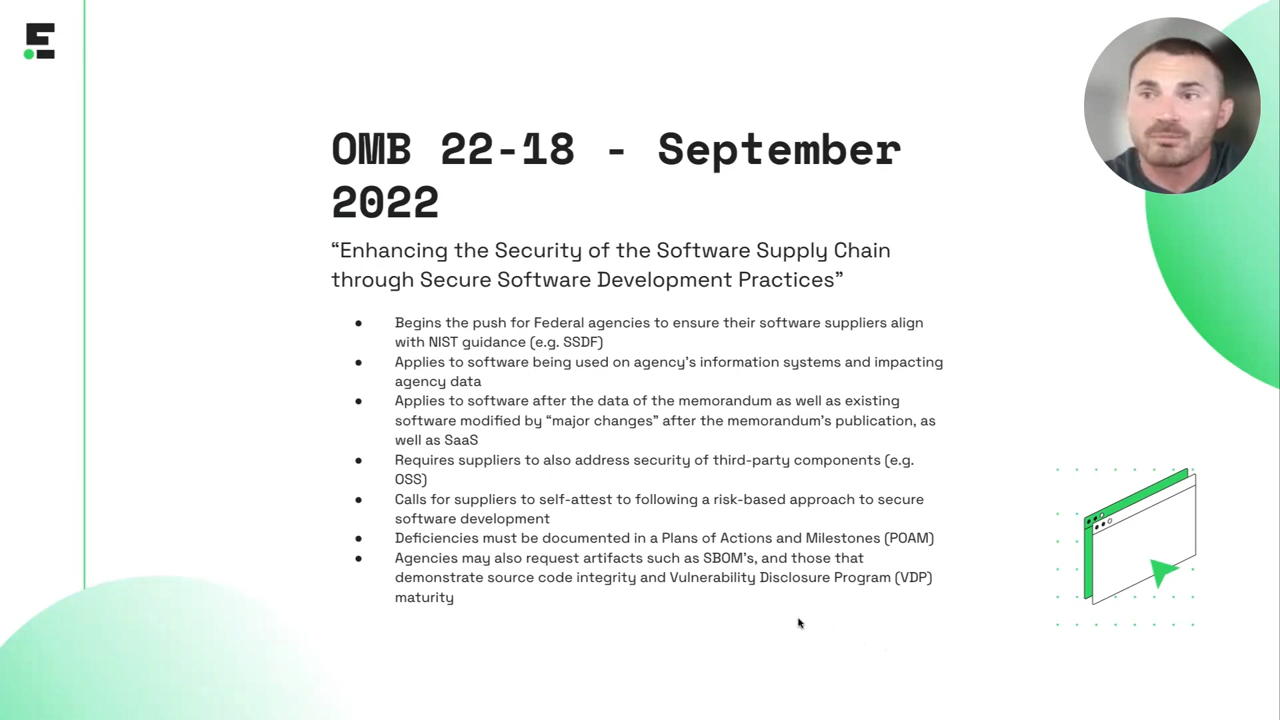 OMB 22-18 - September
2022
“Enhancing the Security of the Software Supply Chain
through Secure Software Development Practices”
● Begins the push for Federal agencies to ensure their software suppliers align
with NIST guidance (e.g. SSDF)
● Applies to software being used on agency's information systems and impacting
agency data
● Applies to software after the data of the memorandum as well as existing
software modified by “major changes” after the memorandum's publication, as
well as SaaS
● Requires suppliers to also address security of third-party components (e.g.
OSS)
● Calls for suppliers to self-attest to following a risk-based approach to secure
software development
● Deficiencies must be documented in a Plans of Actions and Milestones (POAM)
● Agencies may also request artifacts such as SBOM's, and those that
demonstrate source code integrity and Vulnerability Disclosure Program (VDP)
maturity